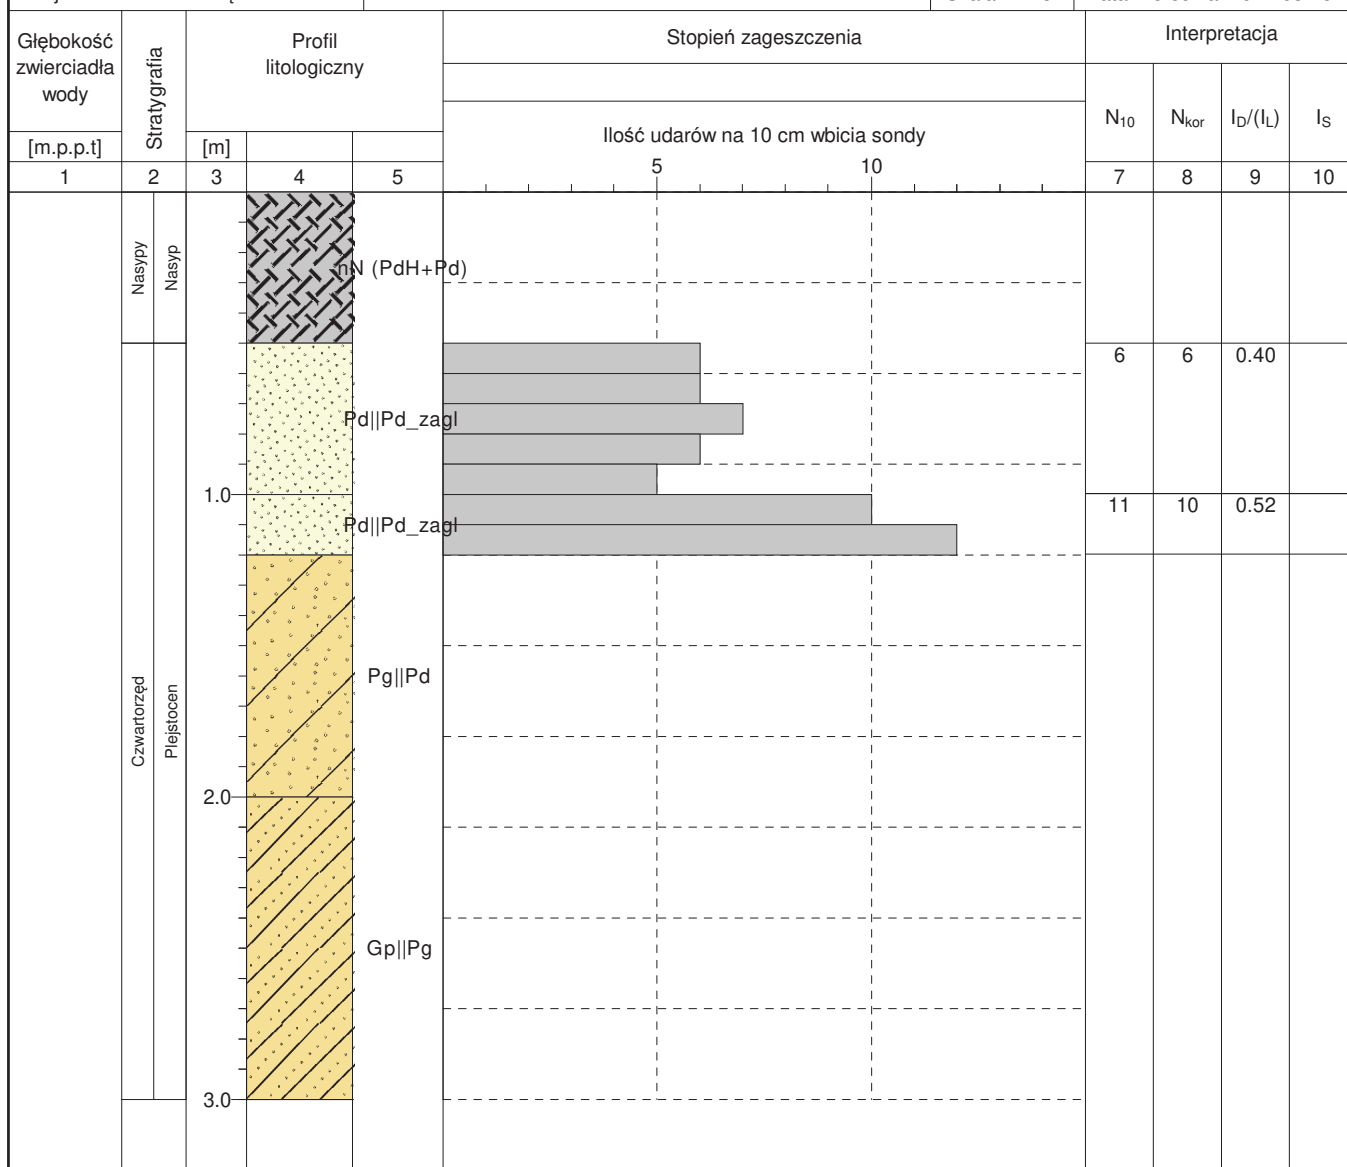 Głębokość
zwierciadła
wody
[m.p.p.t]
Stratygrafia
Profil
litologiczny
[m]
Stopień zageszczenia
Ilość udarów na 10 cm wbicia sondy
5 10
Interpretacja
N10 Nkor ID/(IL) IS
1 2 3 4 5 7 8 9 10
Nasypy
Nasyp
nN (PdH+Pd)
6 6 0.40
Pd||Pd_zagl
1.0
11 10 0.52
Pd||Pd_zagl
Czwartorzęd
Plejstocen
Pg||Pd
2.0
Gp||Pg
3.0